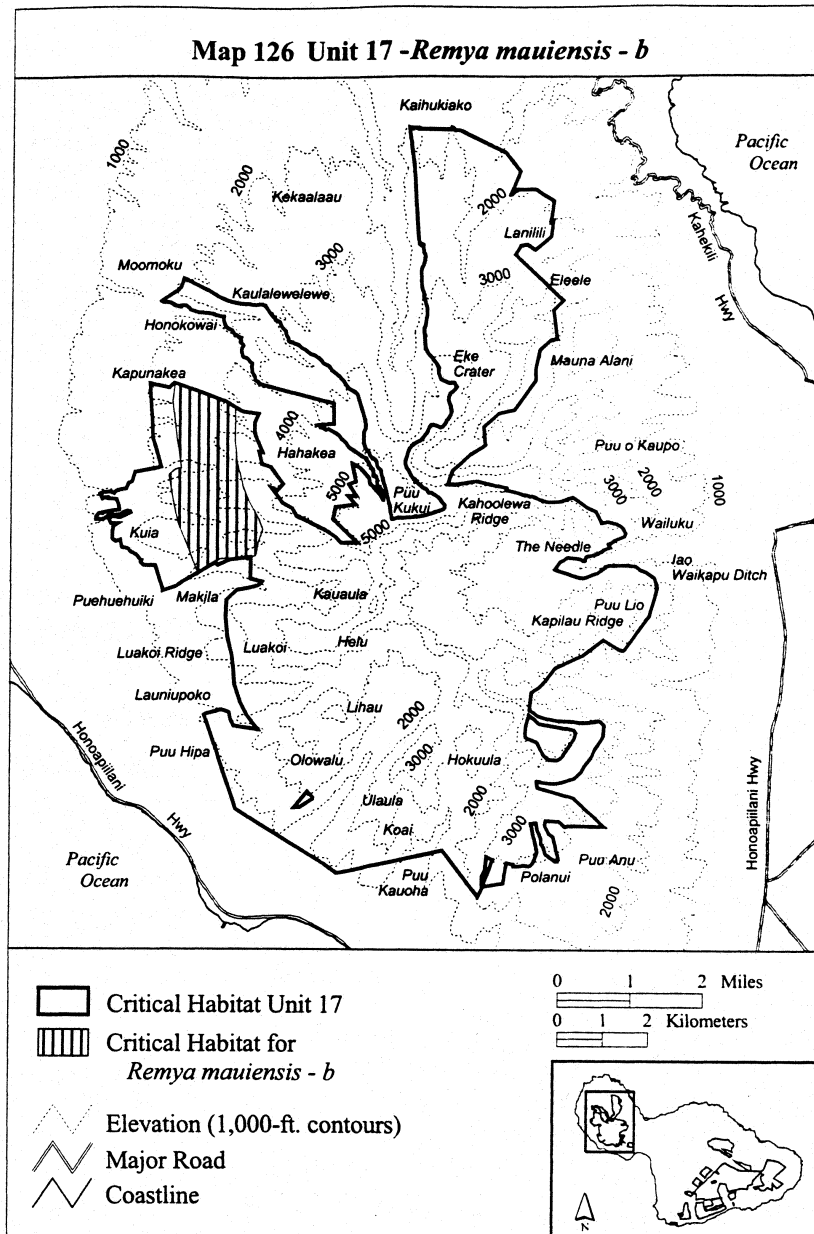 Map 126 Unit 17 -Remya mauiensis - b
Kaihukiako
Pacific
Ocean
1000
2000
Kekaalaau
2000
Lanilili
Kahekili
Hwy
3000
Moomoku
Kaulalewelewe
3000
Eleele
Honokowai
Eke
Crater
Mauna Alani
Kapunakea
4000
Hahakea
Puu o Kaupo
5000
Puu
Kukui
3000
2000
1000
Kahoolewa
Ridge
Wailuku
5000
Kuia
The Needle
Iao
Waikapu Ditch
Puehuehuiki
Makila
Kauaula
Puu Lio
Kapilau Ridge
Luakoi Ridge
Luakoi
Helu
Launiupoko
Lihau
2000
Puu Hipa
Olowalu
3000
Hokuula
Honoapiilani
Hwy
Ulaula
2000
Koai
3000
Honoapiilani Hwy
Pacific
Ocean
Puu
Kauoha
Polanui
Puu Anu
2000
Critical Habitat Unit 17
Critical Habitat for
Remya mauiensis - b
Elevation (1,000-ft. contours)
Major Road
Coastline
0 1 2 Miles
0 1 2 Kilometers
N